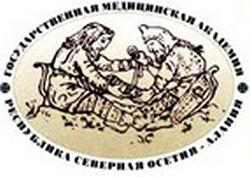 ГОСУДАРСТВЕННАЯ МЕДИЦИНСКАЯ АКАДЕМИЯ
РЕСПУБЛИКА СЕВЕРНАЯ ОСЕТИЯ - АЛАНИЯ